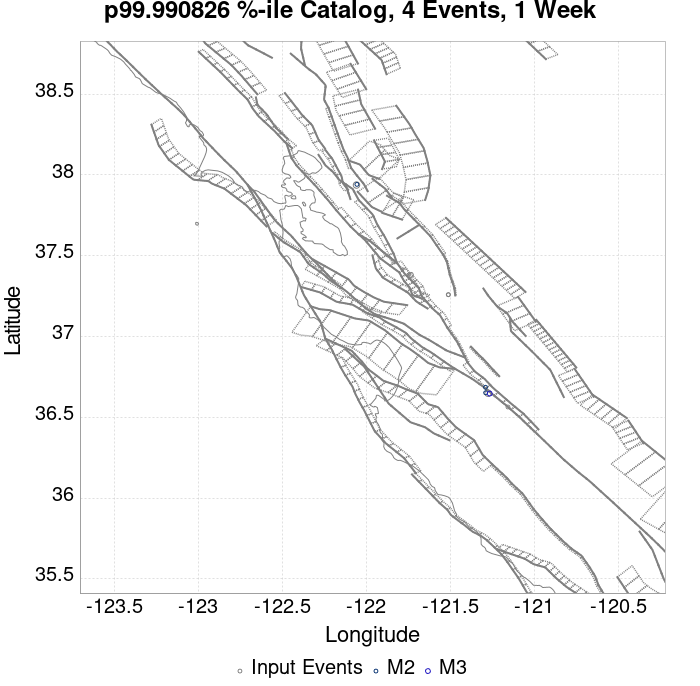 p99.990826 %-ile Catalog, 4 Events, 1 Week
38.5
38
37.5
37
36.5
36
35.5
Latitude
-123.5 -123 -122.5 -122 -121.5 -121 -120.5
Longitude
Input Events M2 M3